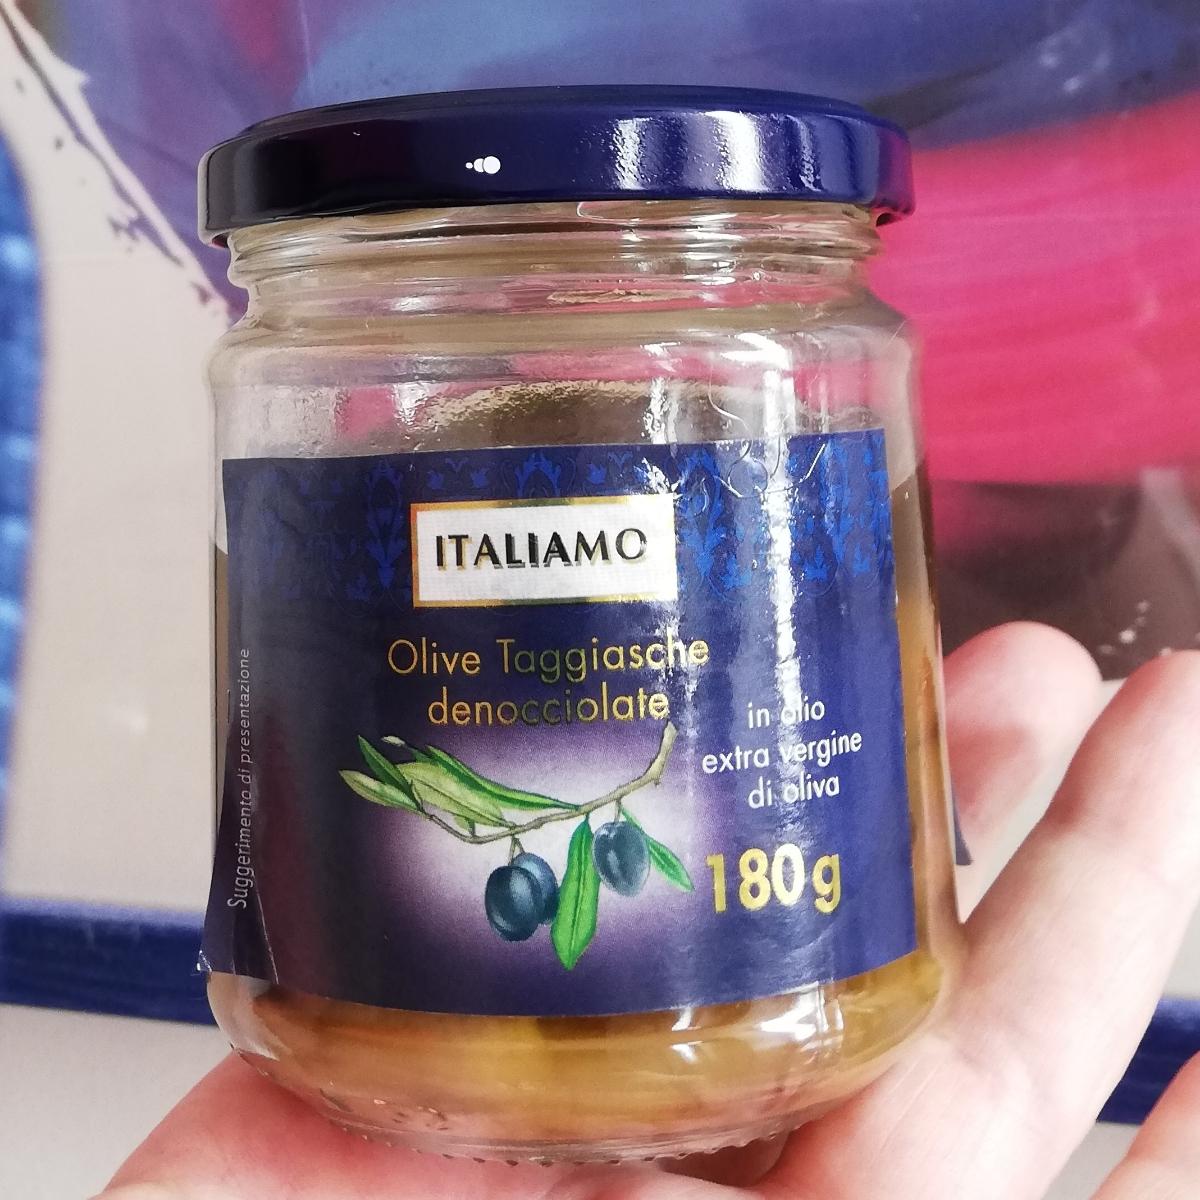 ITALIAMO
Olive Taggiasche
denocciolate
in olio
extra vergine
di oliva
180g
Suggerimento di presentazione